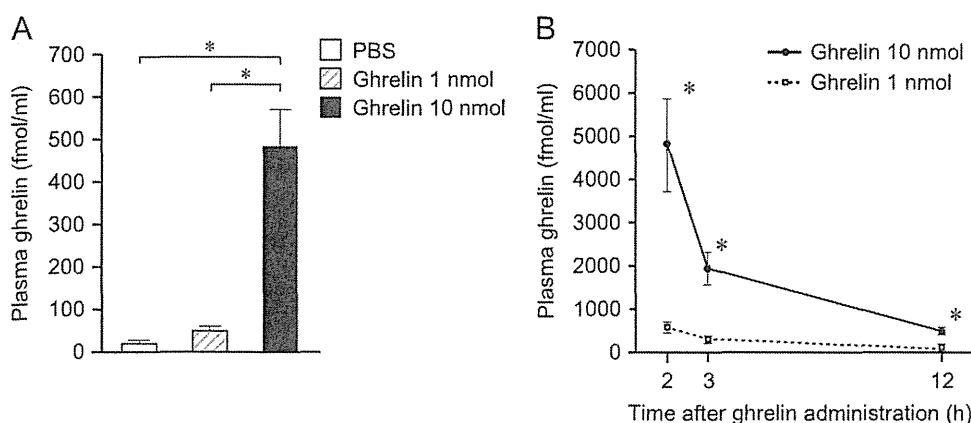 A
Plasma ghrelin (fmol/ml)
700
600
500
400
300
200
100
0
*
*
PBS
Ghrelin 1 nmol
Ghrelin 10 nmol
B
Plasma ghrelin (fmol/ml)
7000
6000
5000
4000
3000
2000
1000
0
Ghrelin 10 nmol
Ghrelin 1 nmol
*
*
*
2 3 12
Time after ghrelin administration (h)